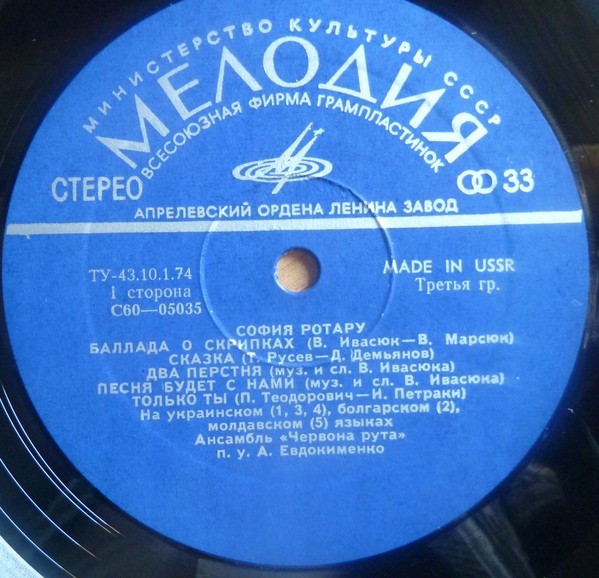 МИНИСТЕРСТВО КУЛЬТУРЫ СССР
МЕЛОДИЯ
ВСЕСОЮЗНАЯ ФИРМА ГРАМПЛАСТИНОК
СТЕРЕО
33
АПРЕЛЕВСКИЙ ОРДЕНА ЛЕНИНА ЗАВОД
ТУ-43.10.1.74
1 сторона
С60—05035
MADE IN USSR
Третья гр.
СОФИЯ РОТАРУ
БАЛЛАДА О СКРИПКАХ (В. Ивасюк—В. Марсюк)
СКАЗКА (Т. Русев—Д. Демьянов)
ДВА ПЕРСТНЯ (муз. и сл. В. Ивасюка)
ПЕСНЯ БУДЕТ С НАМИ (муз. и сл. В. Ивасюка)
ТОЛЬКО ТЫ (П. Теодорович—И. Петраки)
На украинском (1, 3, 4), болгарском (2),
молдавском (5) языках
Ансамбль «Червона рута»
п. у. А. Евдокименко